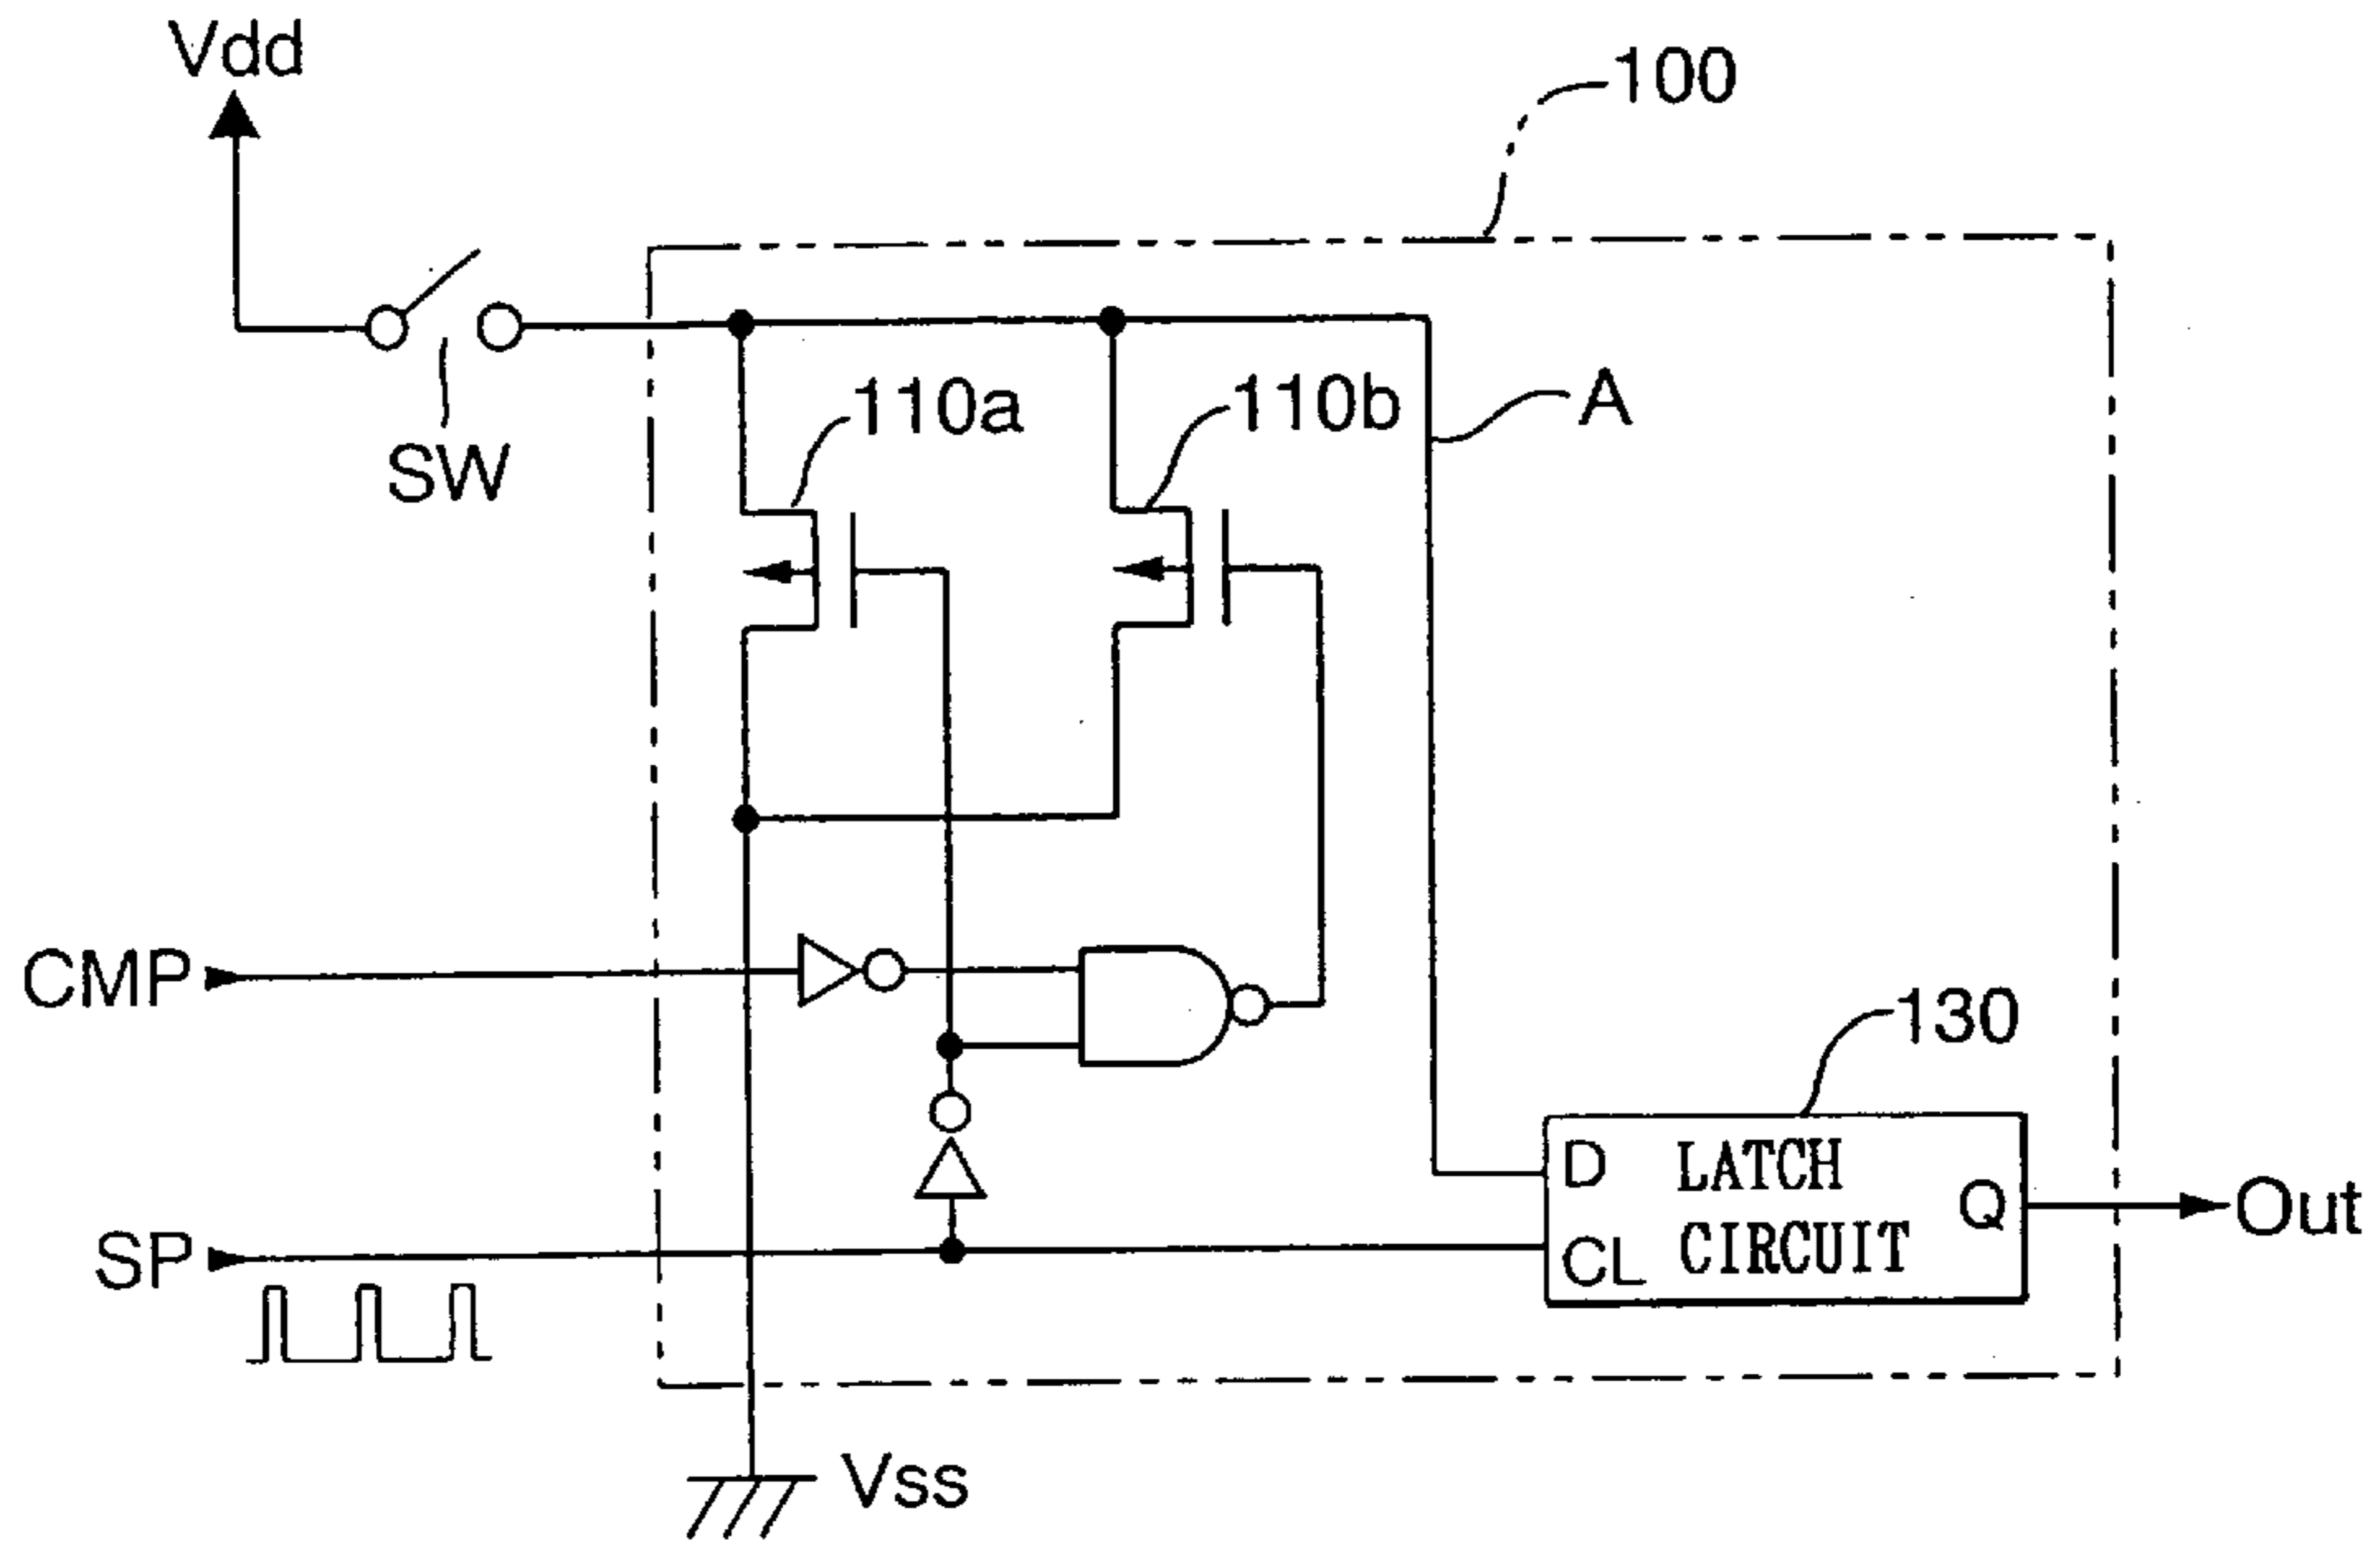 Vdd
100
110a
110b
A
SW
CMP
130
D LATCH
Q
Out
SP
CL CIRCUIT
Vss